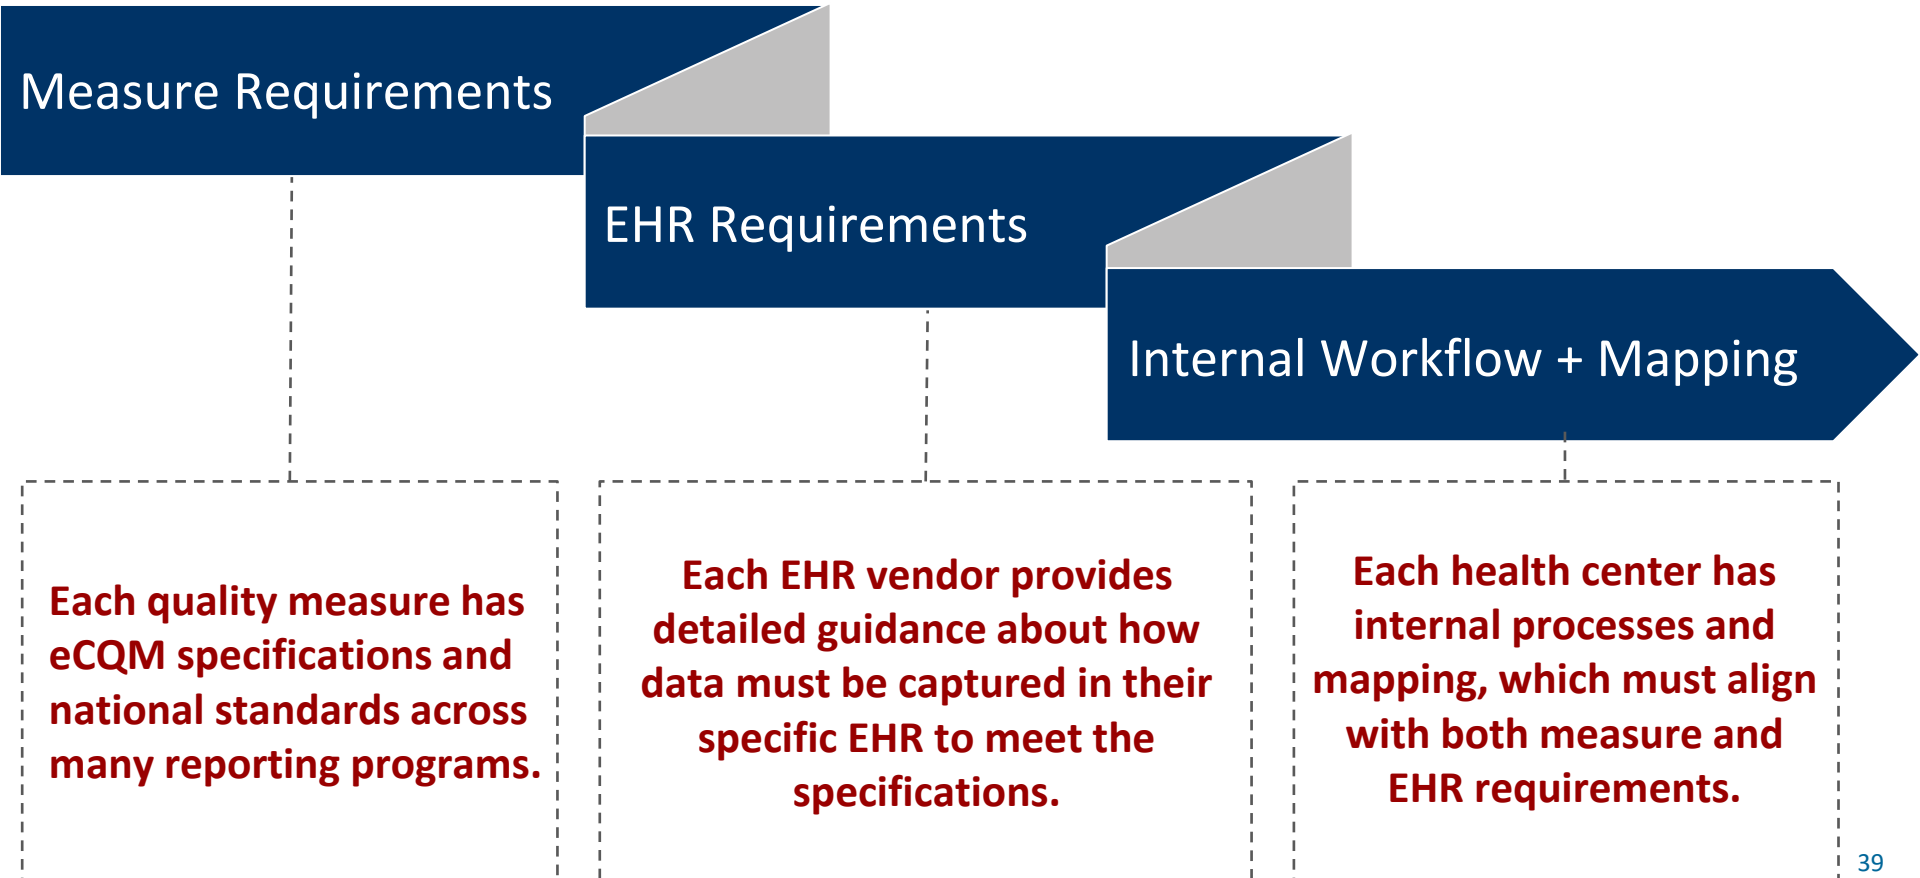 Measure Requirements
EHR Requirements
Internal Workflow + Mapping
Each quality measure has
eCQM specifications and
national standards across
many reporting programs.
Each EHR vendor provides
detailed guidance about how
data must be captured in their
specific EHR to meet the
specifications.
Each health center has
internal processes and
mapping, which must align
with both measure and
EHR requirements.
39